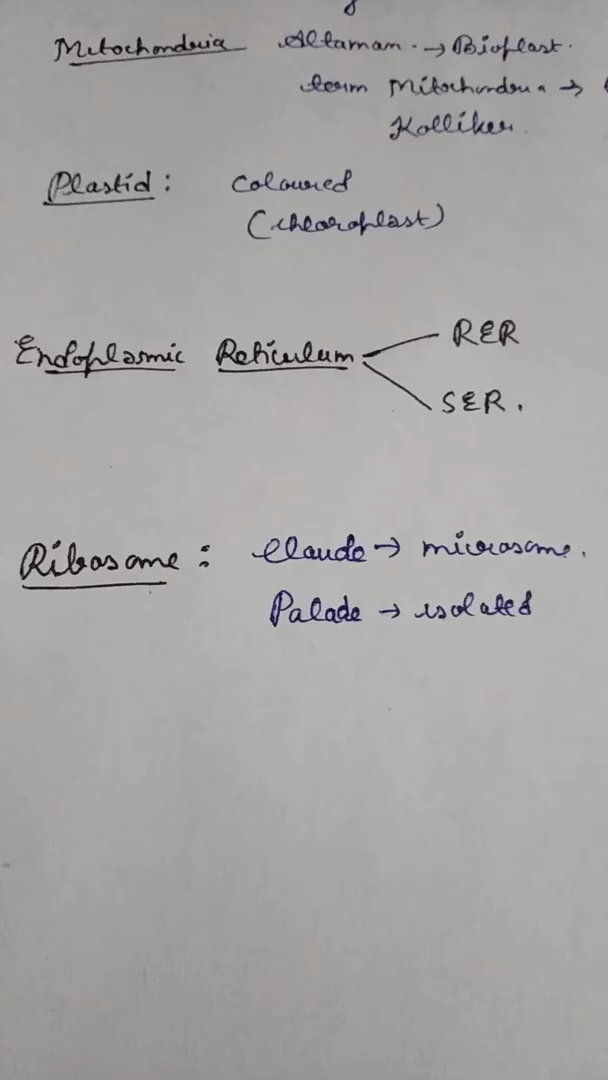 Mitochondria Altaman. → Bioplast.
term Mitochondria →
Kolliker.
Plastid : Coloured
(Chloroplast)
Endoplasmic Reticulum
RER
SER.
Ribosome : Claude → microsome.
Palade → isolated